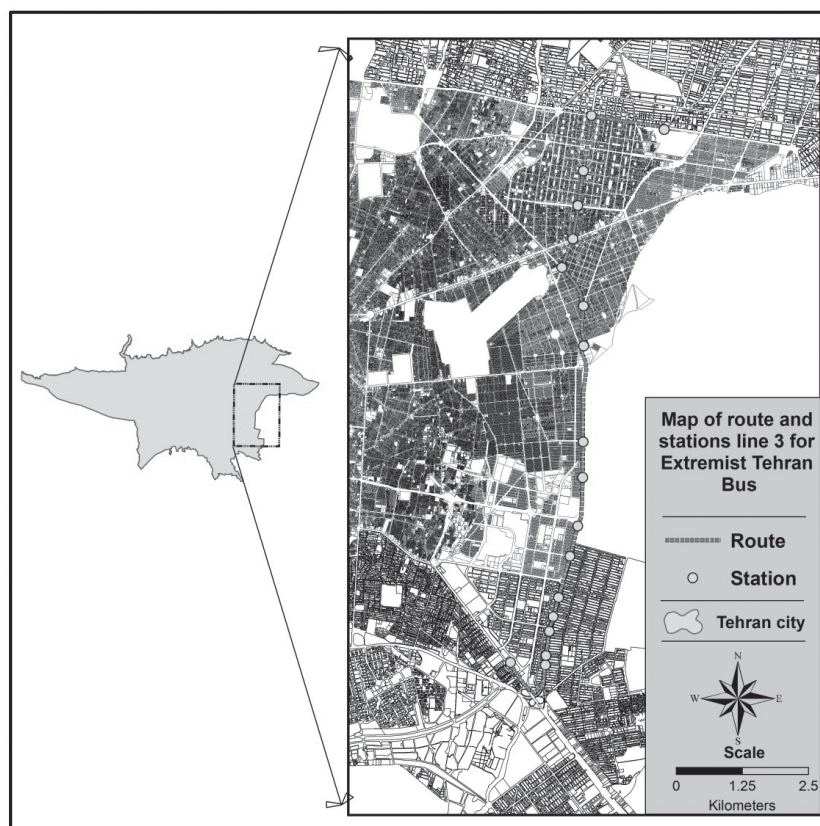 Map of route and
stations line 3 for
Extremist Tehran
Bus
Route
Station
Tehran city
N
W E
S
Scale
0 1.25 2.5
Kilometers